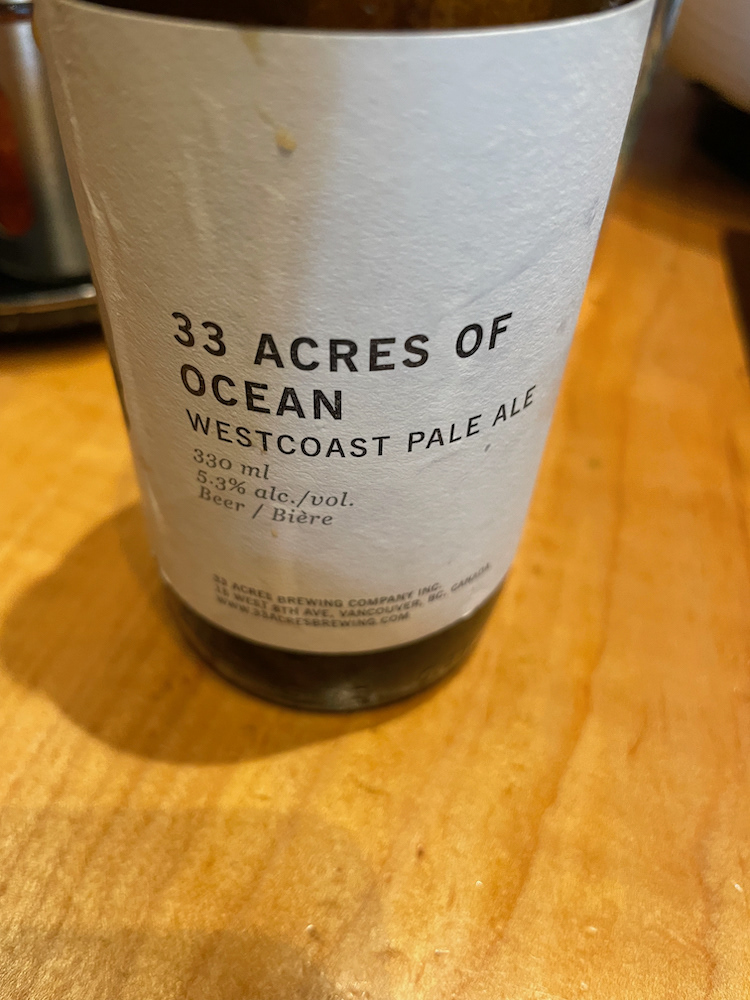 33 ACRES OF
OCEAN
WESTCOAST PALE ALE
330 ml
5.3% alc./vol.
Beer / Bière
33 ACRES BREWING COMPANY INC.
15 WEST 8TH AVE, VANCOUVER, BC, CANADA
WWW.33ACRESBREWING.COM